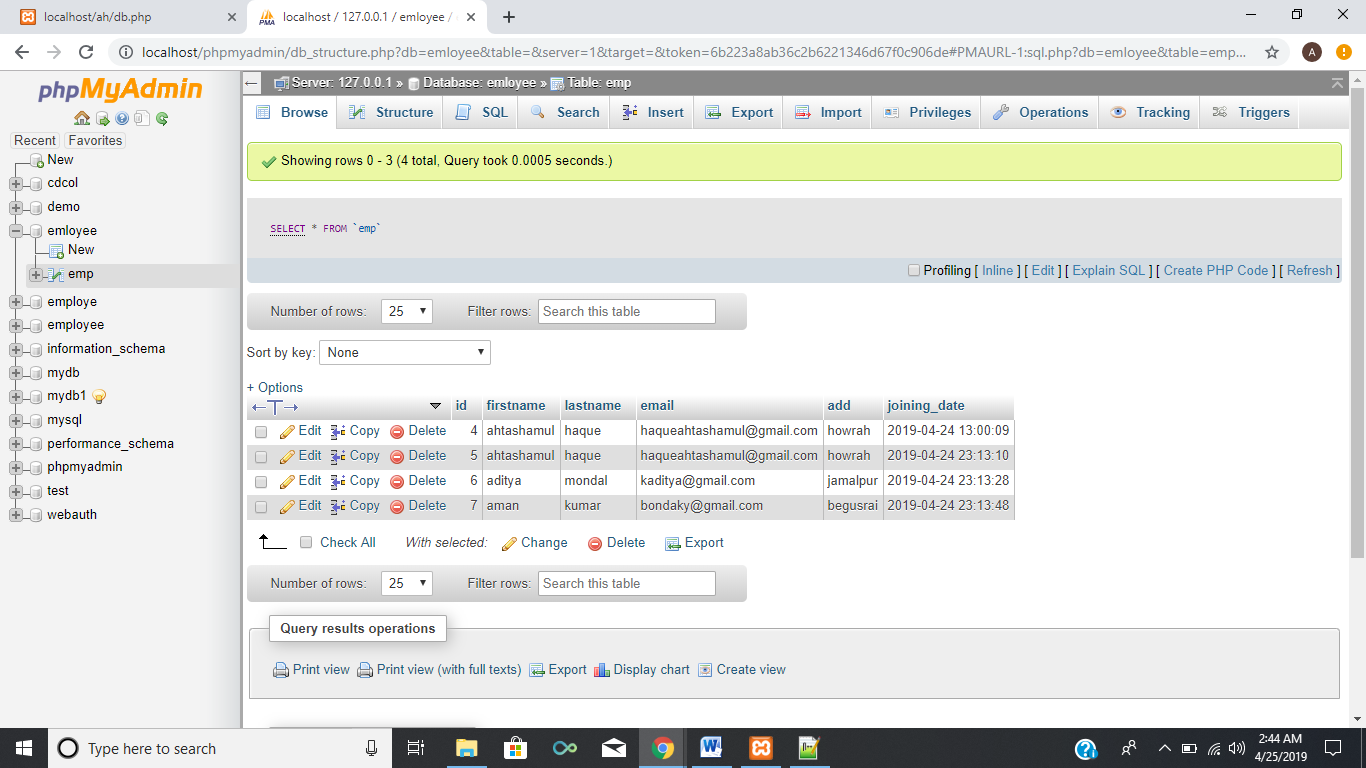 localhost/ah/db.php
localhost / 127.0.0.1 / emloyee /
localhost/phpmyadmin/db_structure.php?db=emloyee&table=&server=1&target=&token=6b223a8ab36c2b6221346d67f0c906de#PMAURL-1:sql.php?db=emloyee&table=emp...
A
phpMyAdmin
Recent Favorites
New
cdcol
demo
emloyee
New
emp
employe
employee
information_schema
mydb
mydb1
mysql
performance_schema
phpmyadmin
test
webauth
Server: 127.0.0.1 » Database: emloyee » Table: emp
Browse Structure SQL Search Insert Export Import Privileges Operations Tracking Triggers
Showing rows 0 - 3 (4 total, Query took 0.0005 seconds.)
SELECT * FROM `emp`
Profiling [ Inline ] [ Edit ] [ Explain SQL ] [ Create PHP Code ] [ Refresh ]
Number of rows: 25 Filter rows: Search this table
Sort by key: None
+ Options
id firstname lastname email add joining_date
Edit Copy Delete 4 ahtashamul haque haqueahtashamul@gmail.com howrah 2019-04-24 13:00:09
Edit Copy Delete 5 ahtashamul haque haqueahtashamul@gmail.com howrah 2019-04-24 23:13:10
Edit Copy Delete 6 aditya mondal kaditya@gmail.com jamalpur 2019-04-24 23:13:28
Edit Copy Delete 7 aman kumar bondaky@gmail.com begusrai 2019-04-24 23:13:48
Check All With selected: Change Delete Export
Number of rows: 25 Filter rows: Search this table
Query results operations
Print view Print view (with full texts) Export Display chart Create view
Type here to search
2:44 AM
4/25/2019